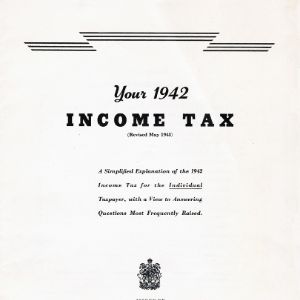 Your 1942
INCOME TAX
(Revised May 1943)
A Simplified Explanation of the 1942
Income Tax for the Individual
Taxpayer, with a View to Answering
Questions Most Frequently Raised.